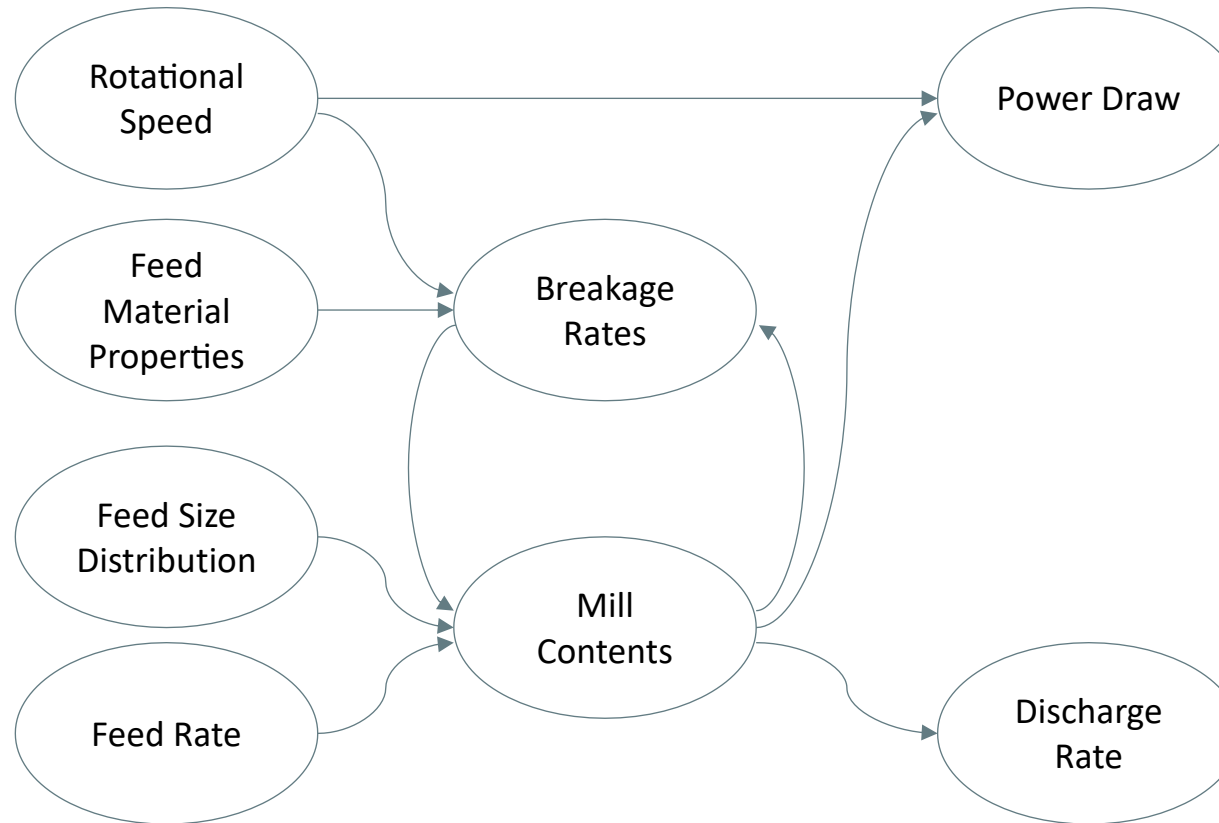 Rotational
Speed
Power Draw
Feed
Material
Properties
Breakage
Rates
Feed Size
Distribution
Mill
Contents
Feed Rate
Discharge
Rate